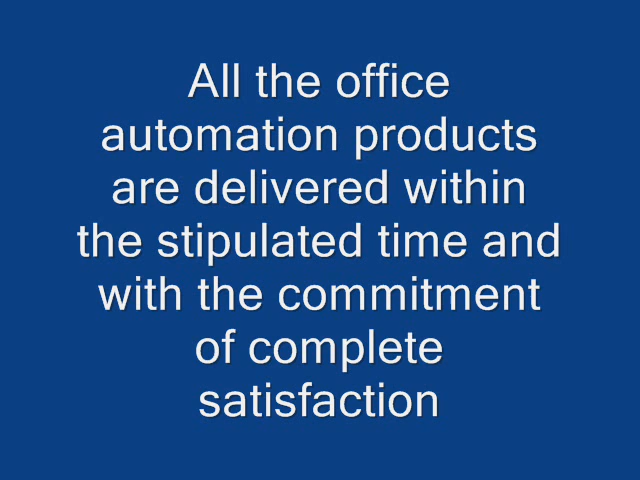 All the office
automation products
are delivered within
the stipulated time and
with the commitment
of complete
satisfaction